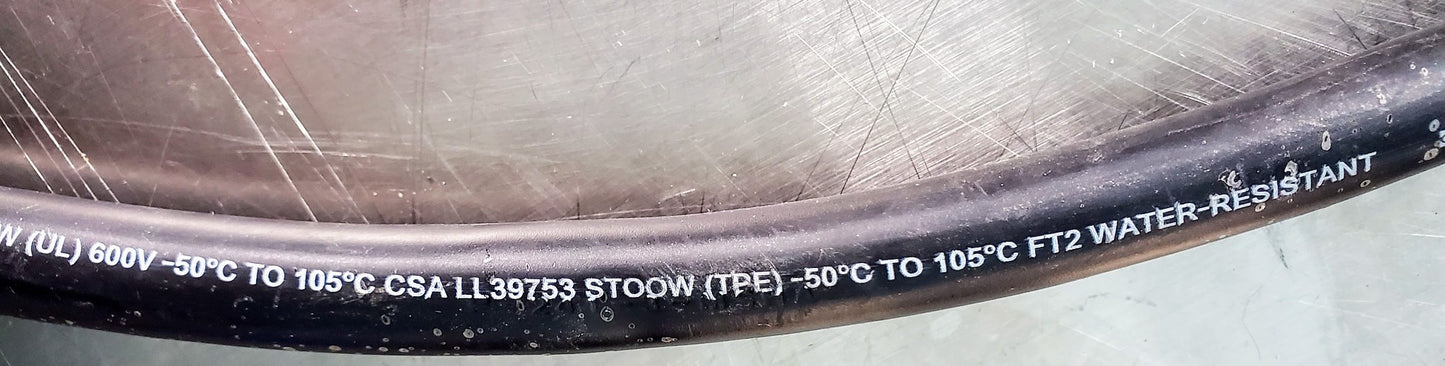 W (UL) 600V -50°C TO 105°C CSA LL39753 STOOW (TPE) -50°C TO 105°C FT2 WATER-RESISTANT